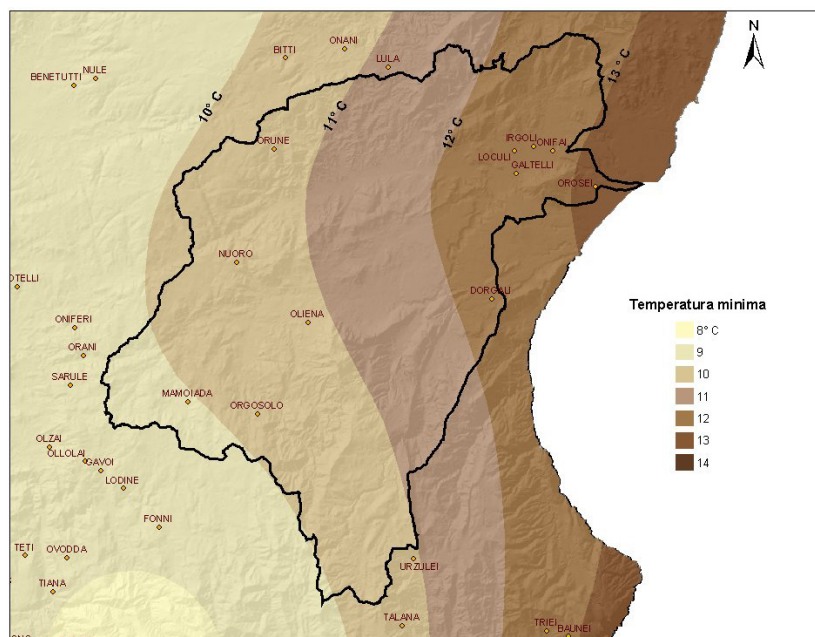 ONANI
BITTI
N
LULA
NULE
BENETUTTI
13 ° C
10° C
11° C
12° C
IRGOLI
ONIFAI
ORUNE
LOCULI
GALTELLI
OROSEI
NUORO
OTELLI
DORGALI
Temperatura minima
OLIENA
ONIFERI
8° C
9
ORANI
10
SARULE
11
MAMOIADA
12
ORGOSOLO
13
OLZAI
14
OLLOLAI
GAVOI
LODINE
FONNI
TETI
OVODDA
URZULEI
TIANA
TALANA
TRIEI
BAUNEI